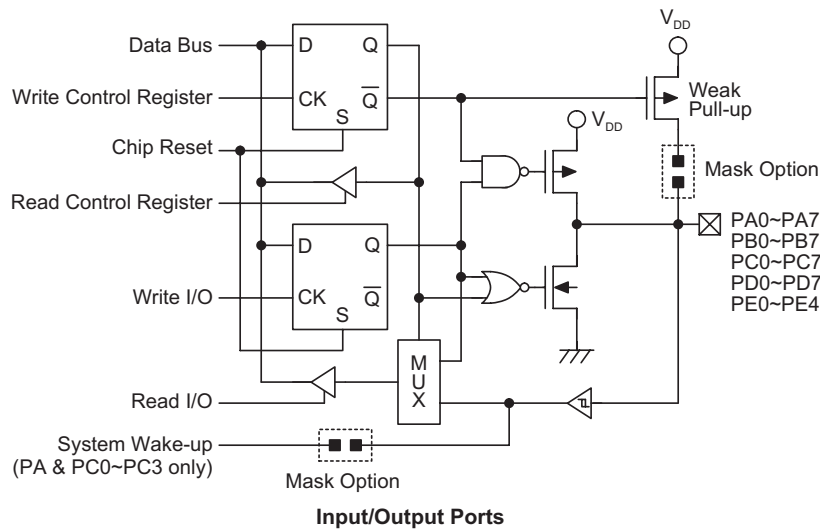 V_DD
Data Bus
D
Q
Write Control Register
CK
Q̅
Weak
Pull-up
S
V_DD
Chip Reset
Mask Option
Read Control Register
PA0~PA7
D
Q
PB0~PB7
PC0~PC7
PD0~PD7
Write I/O
CK
Q̅
PE0~PE4
S
M
U
X
Read I/O
System Wake-up
(PA & PC0~PC3 only)
Mask Option
Input/Output Ports